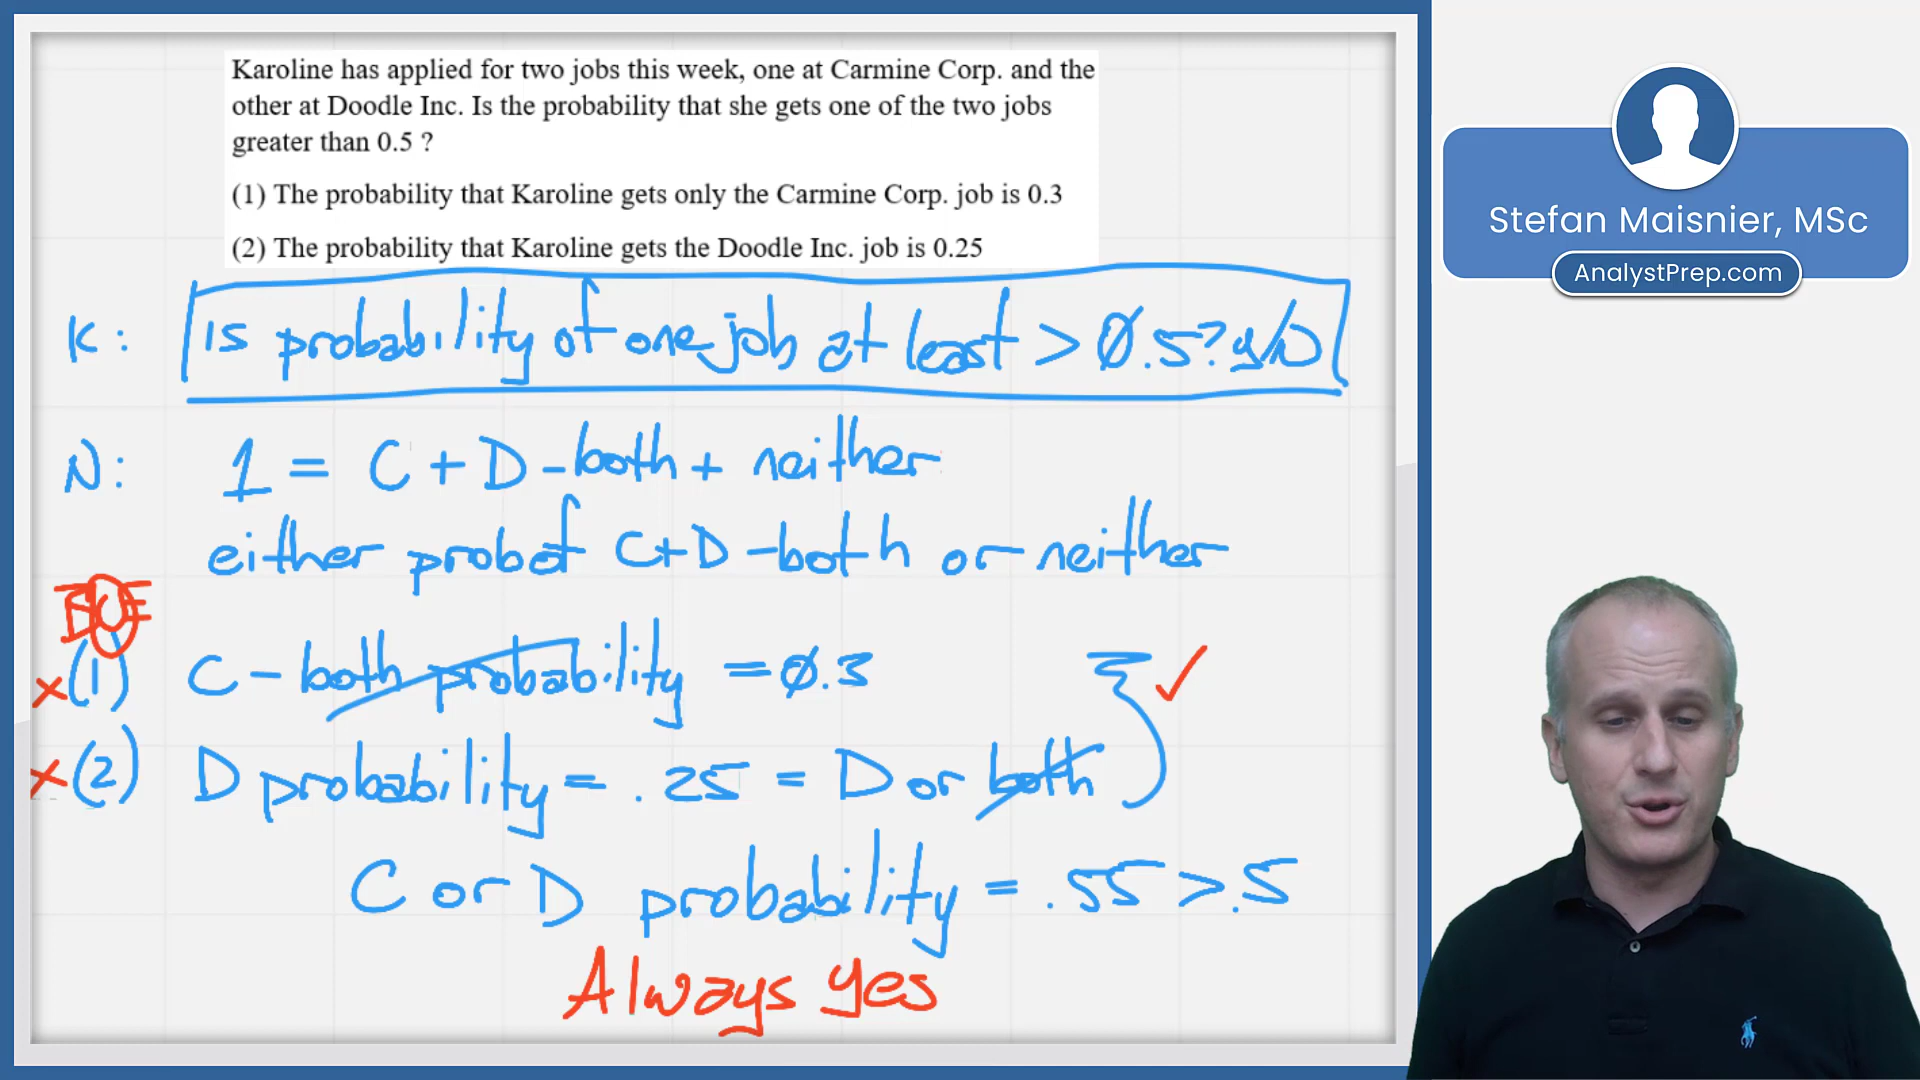 Karoline has applied for two jobs this week, one at Carmine Corp. and the
other at Doodle Inc. Is the probability that she gets one of the two jobs
greater than 0.5 ?
(1) The probability that Karoline gets only the Carmine Corp. job is 0.3
(2) The probability that Karoline gets the Doodle Inc. job is 0.25
K: Is probability of one job at least > 0.5? y/N
N: 1 = C + D - both + neither
either prob of C+D - both or neither
C E
x (1) C - both probability = 0.3 ✓
x (2) D probability = .25 = D or both
C or D probability = .55 > .5
Always yes
Stefan Maisnier, MSc
AnalystPrep.com